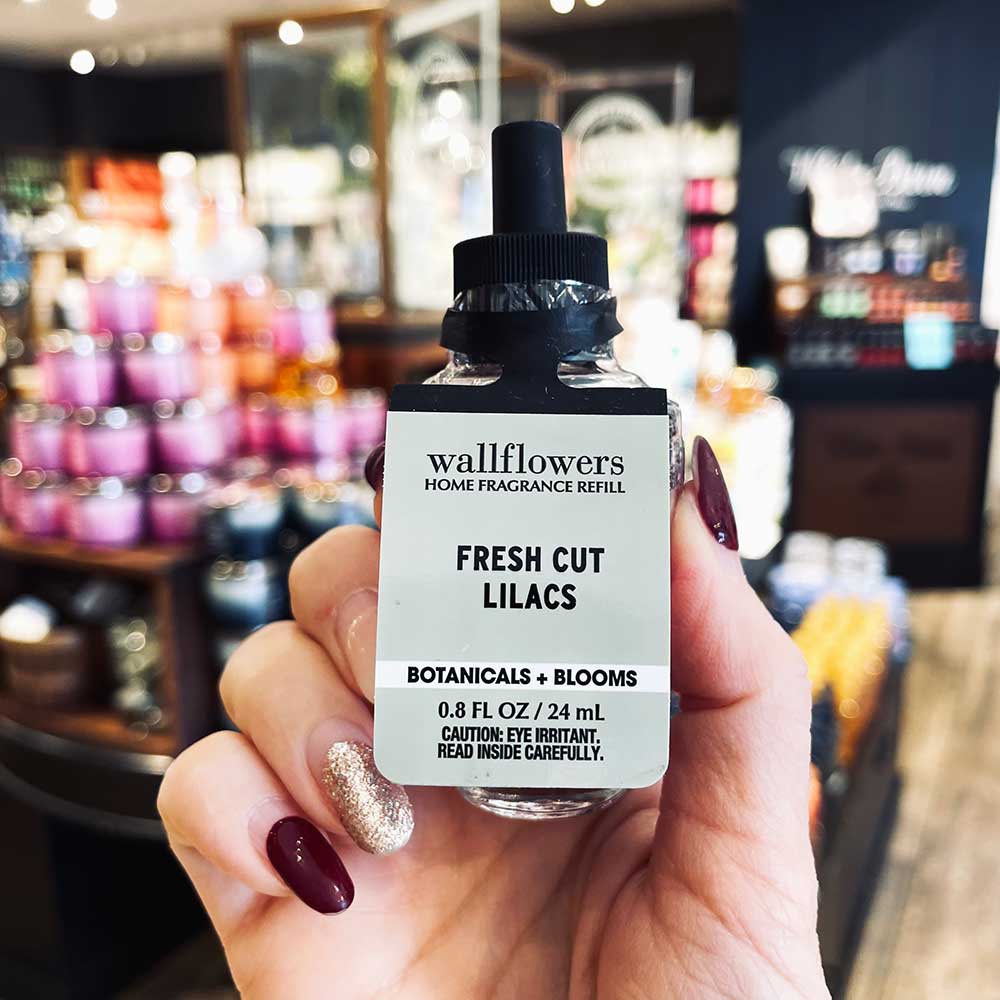 wallflowers
HOME FRAGRANCE REFILL
FRESH CUT
LILACS
BOTANICALS + BLOOMS
0.8 FL OZ / 24 mL
CAUTION: EYE IRRITANT.
READ INSIDE CAREFULLY.